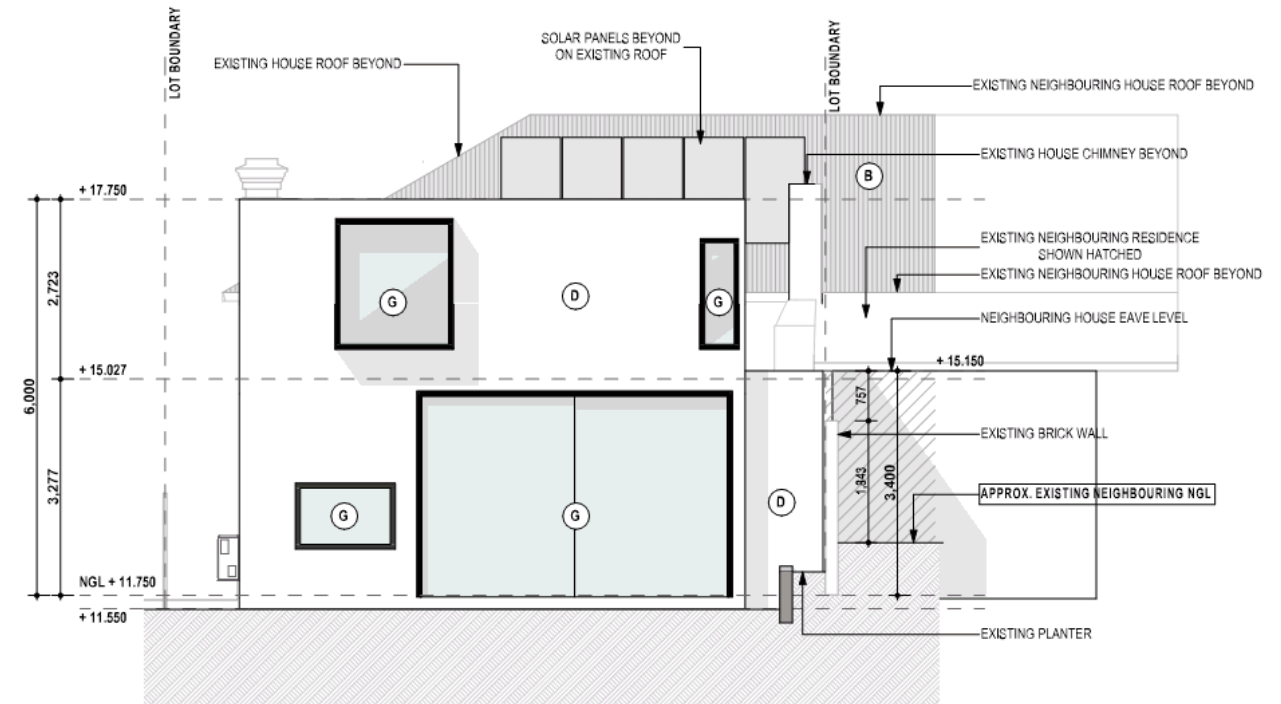 LOT BOUNDARY
SOLAR PANELS BEYOND
ON EXISTING ROOF
EXISTING HOUSE ROOF BEYOND
LOT BOUNDARY
EXISTING NEIGHBOURING HOUSE ROOF BEYOND
EXISTING HOUSE CHIMNEY BEYOND
B
+ 17.750
EXISTING NEIGHBOURING RESIDENCE
SHOWN HATCHED
EXISTING NEIGHBOURING HOUSE ROOF BEYOND
2,723
G
D
G
NEIGHBOURING HOUSE EAVE LEVEL
+ 15.150
+ 15.027
6,000
757
EXISTING BRICK WALL
3,277
1,843
3,400
APPROX. EXISTING NEIGHBOURING NGL
D
G
G
NGL + 11.750
+ 11.550
EXISTING PLANTER